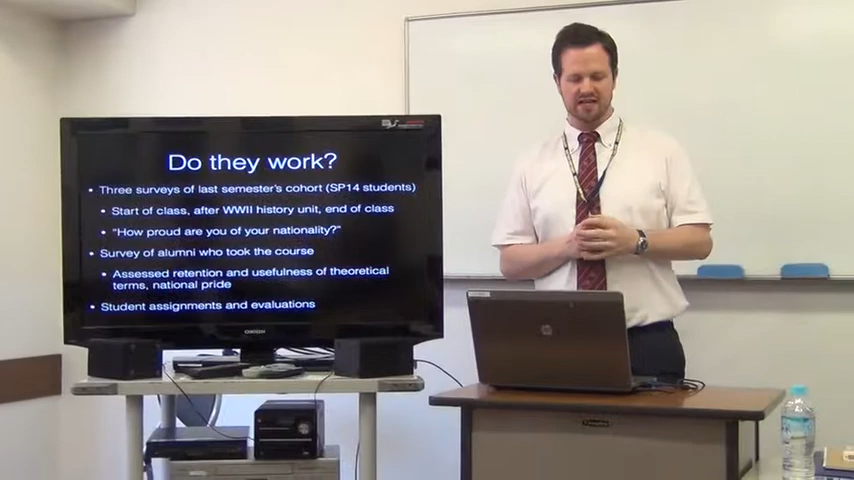 Do they work?
• Three surveys of last semester's cohort (SP14 students)
• Start of class, after WWII history unit, end of class
• "How proud are you of your nationality?"
• Survey of alumni who took the course
• Assessed retention and usefulness of theoretical
terms, national pride
• Student assignments and evaluations
ORION
hp